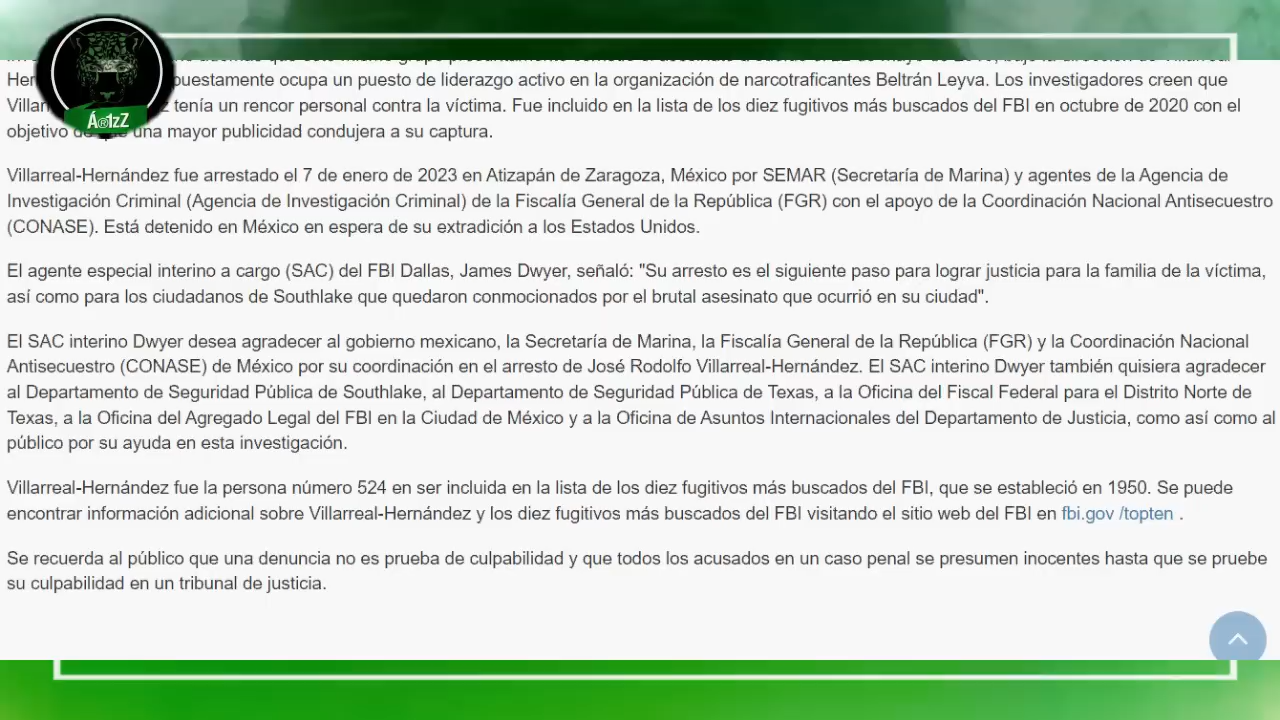 Á®1zZ
puestamente ocupa un puesto de liderazgo activo en la organización de narcotraficantes Beltrán Leyva. Los investigadores creen que
tenía un rencor personal contra la víctima. Fue incluido en la lista de los diez fugitivos más buscados del FBI en octubre de 2020 con el
objetivo de que una mayor publicidad condujera a su captura.
Villarreal-Hernández fue arrestado el 7 de enero de 2023 en Atizapán de Zaragoza, México por SEMAR (Secretaría de Marina) y agentes de la Agencia de
Investigación Criminal (Agencia de Investigación Criminal) de la Fiscalía General de la República (FGR) con el apoyo de la Coordinación Nacional Antisecuestro
(CONASE). Está detenido en México en espera de su extradición a los Estados Unidos.
El agente especial interino a cargo (SAC) del FBI Dallas, James Dwyer, señaló: "Su arresto es el siguiente paso para lograr justicia para la familia de la víctima,
así como para los ciudadanos de Southlake que quedaron conmocionados por el brutal asesinato que ocurrió en su ciudad".
El SAC interino Dwyer desea agradecer al gobierno mexicano, la Secretaría de Marina, la Fiscalía General de la República (FGR) y la Coordinación Nacional
Antisecuestro (CONASE) de México por su coordinación en el arresto de José Rodolfo Villarreal-Hernández. El SAC interino Dwyer también quisiera agradecer
al Departamento de Seguridad Pública de Southlake, al Departamento de Seguridad Pública de Texas, a la Oficina del Fiscal Federal para el Distrito Norte de
Texas, a la Oficina del Agregado Legal del FBI en la Ciudad de México y a la Oficina de Asuntos Internacionales del Departamento de Justicia, como así como al
público por su ayuda en esta investigación.
Villarreal-Hernández fue la persona número 524 en ser incluida en la lista de los diez fugitivos más buscados del FBI, que se estableció en 1950. Se puede
encontrar información adicional sobre Villarreal-Hernández y los diez fugitivos más buscados del FBI visitando el sitio web del FBI en fbi.gov /topten .
Se recuerda al público que una denuncia no es prueba de culpabilidad y que todos los acusados en un caso penal se presumen inocentes hasta que se pruebe
su culpabilidad en un tribunal de justicia.